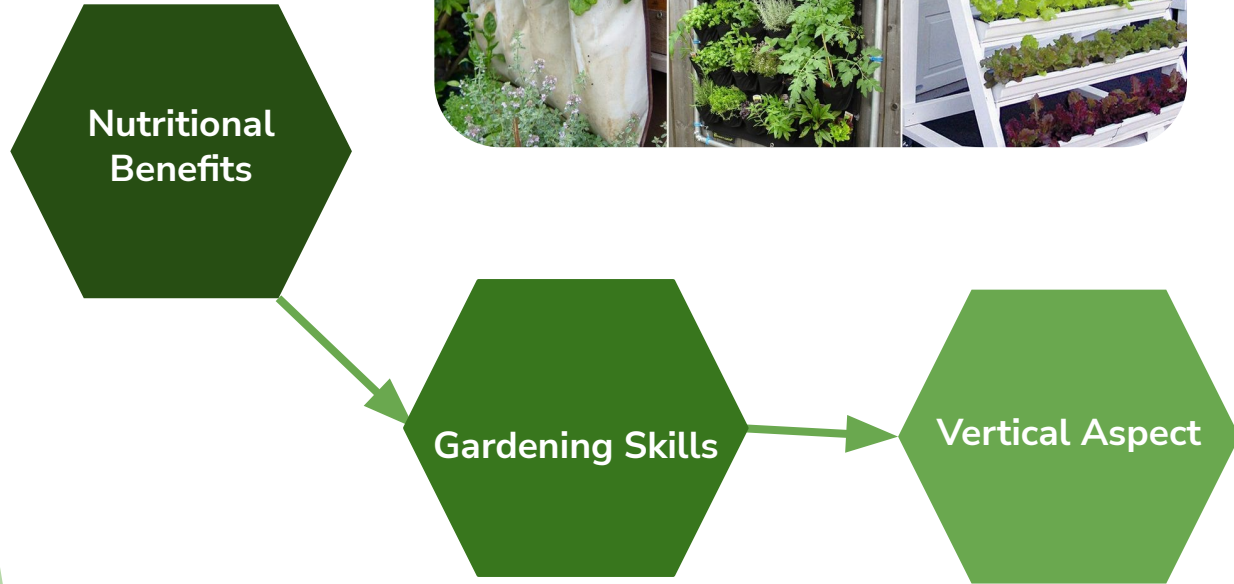 Nutritional
Benefits
Gardening Skills
Vertical Aspect